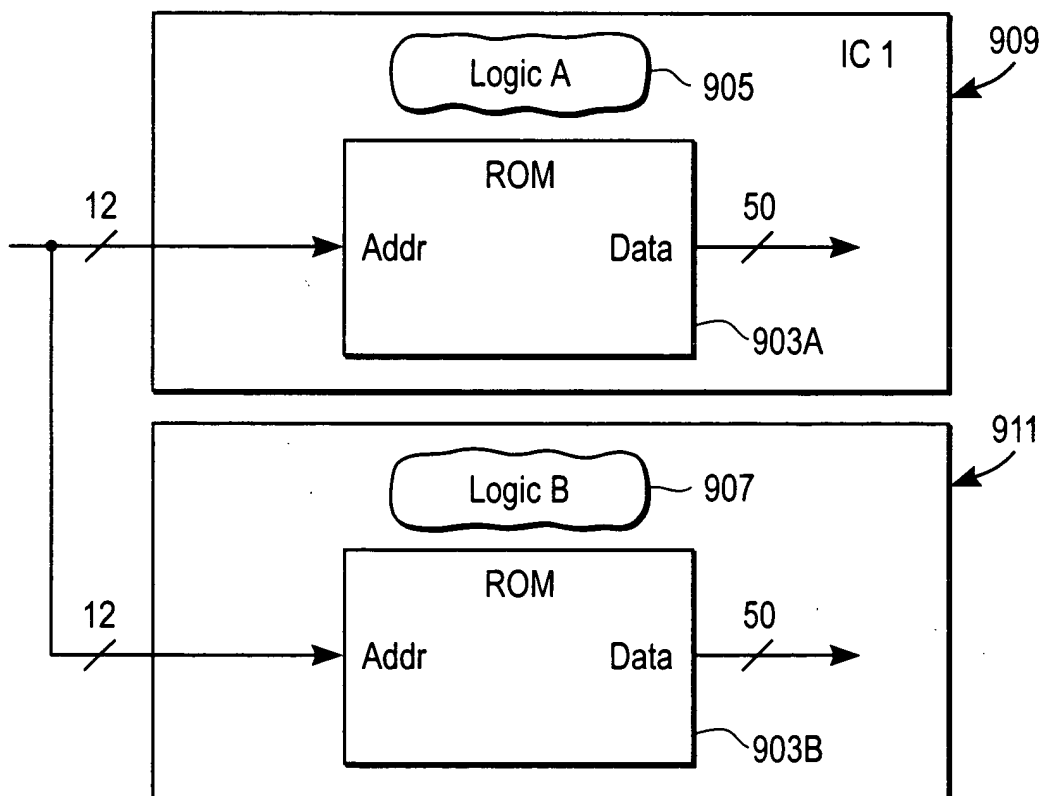 IC 1
909
Logic A
905
ROM
12
50
Addr
Data
903A
911
Logic B
907
ROM
12
50
Addr
Data
903B